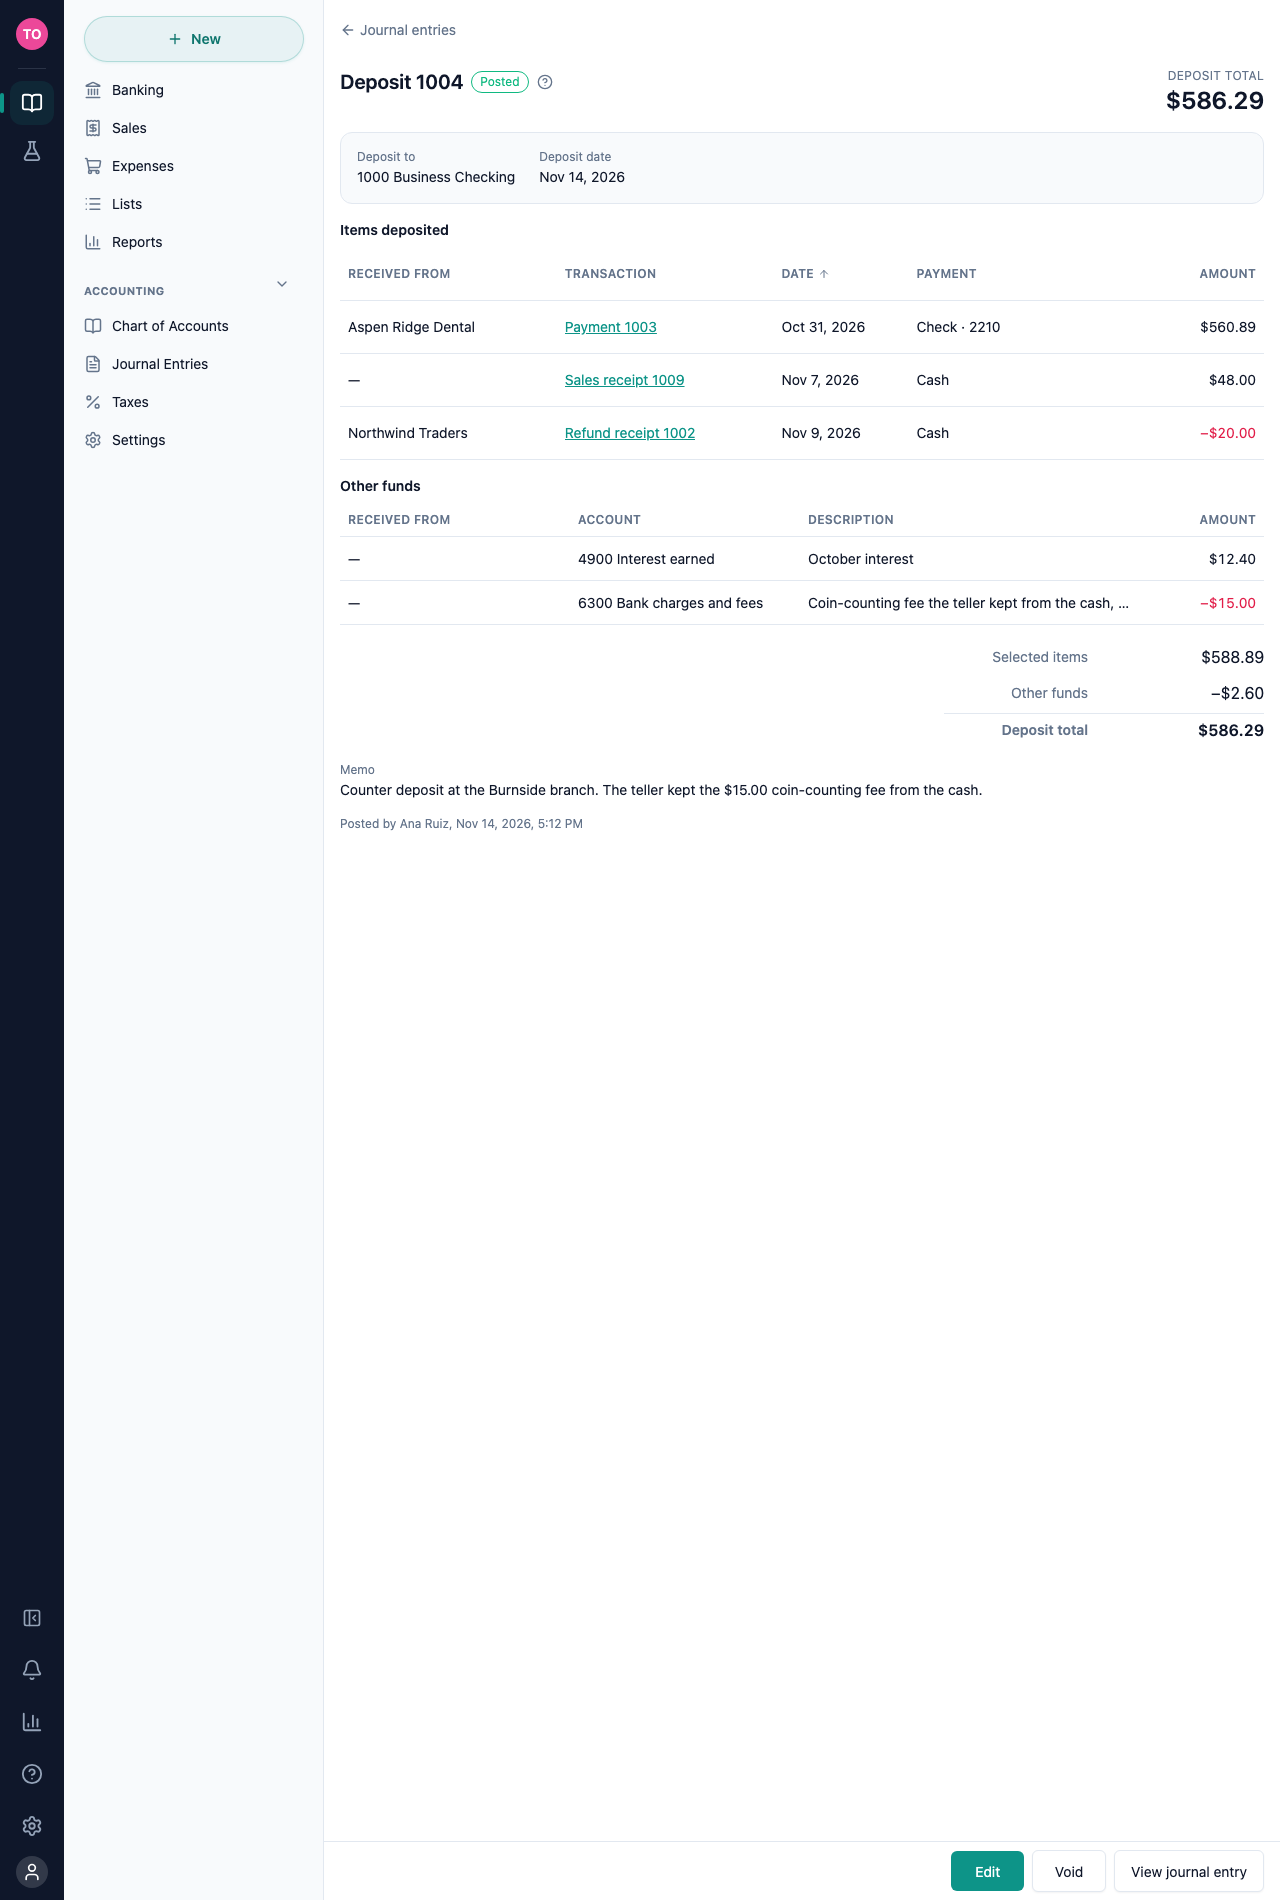 TO
New
Banking
Sales
Expenses
Lists
Reports
ACCOUNTING
Chart of Accounts
Journal Entries
Taxes
Settings
Journal entries
Deposit 1004 Posted
DEPOSIT TOTAL
$586.29
Deposit to Deposit date
1000 Business Checking Nov 14, 2026
Items deposited
RECEIVED FROM TRANSACTION DATE PAYMENT AMOUNT
Aspen Ridge Dental Payment 1003 Oct 31, 2026 Check · 2210 $560.89
— Sales receipt 1009 Nov 7, 2026 Cash $48.00
Northwind Traders Refund receipt 1002 Nov 9, 2026 Cash –$20.00
Other funds
RECEIVED FROM ACCOUNT DESCRIPTION AMOUNT
— 4900 Interest earned October interest $12.40
— 6300 Bank charges and fees Coin-counting fee the teller kept from the cash, ... –$15.00
Selected items $588.89
Other funds –$2.60
Deposit total $586.29
Memo
Counter deposit at the Burnside branch. The teller kept the $15.00 coin-counting fee from the cash.
Posted by Ana Ruiz, Nov 14, 2026, 5:12 PM
Edit Void View journal entry